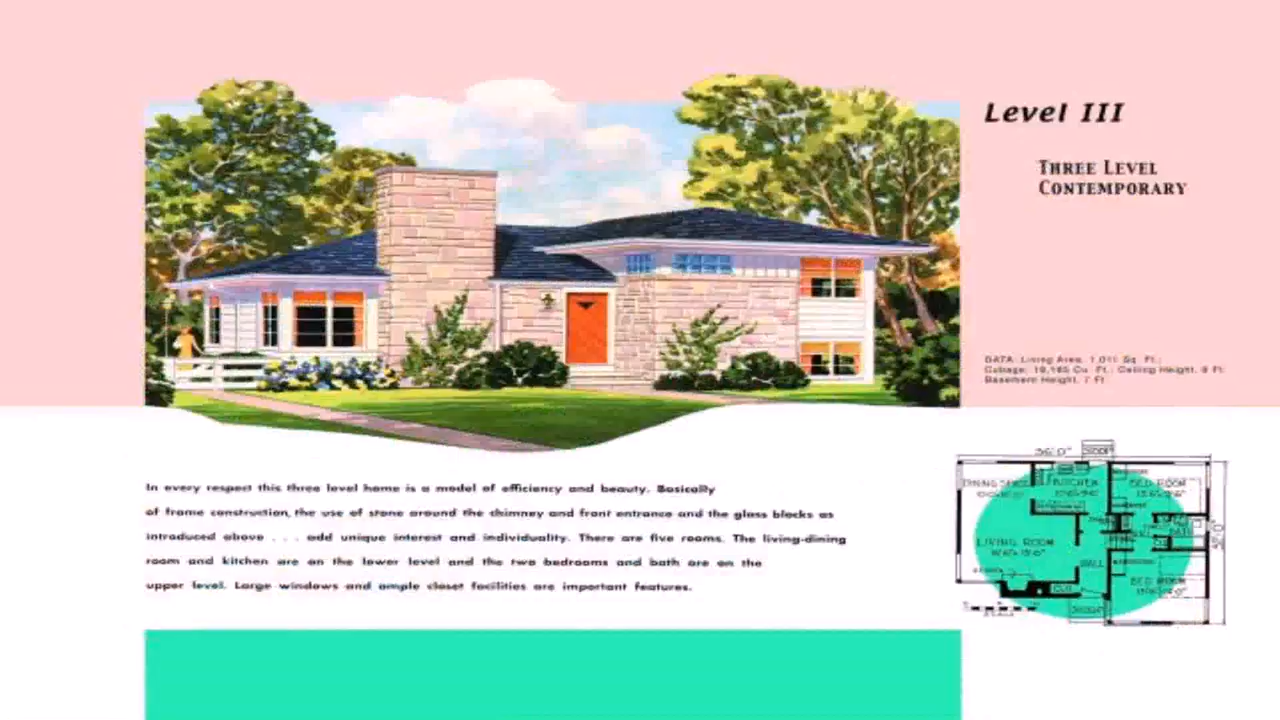 Level III
THREE LEVEL
CONTEMPORARY
DATA: Living Area, 1,011 Sq. Ft.;
Cubage, 19,165 Cu. Ft.; Ceiling Height, 8 Ft.
Basement Height, 7 Ft.
In every respect this three level home is a model of efficiency and beauty. Basically
of frame construction, the use of stone around the chimney and front entrance and the glass blocks as
introduced above . . . add unique interest and individuality. There are five rooms. The living-dining
room and kitchen are on the lower level and the two bedrooms and bath are on the
upper level. Large windows and ample closet facilities are important features.
36'0"
DINING SPACE
KITCHEN
BED ROOM
LIVING ROOM
HALL
BED ROOM